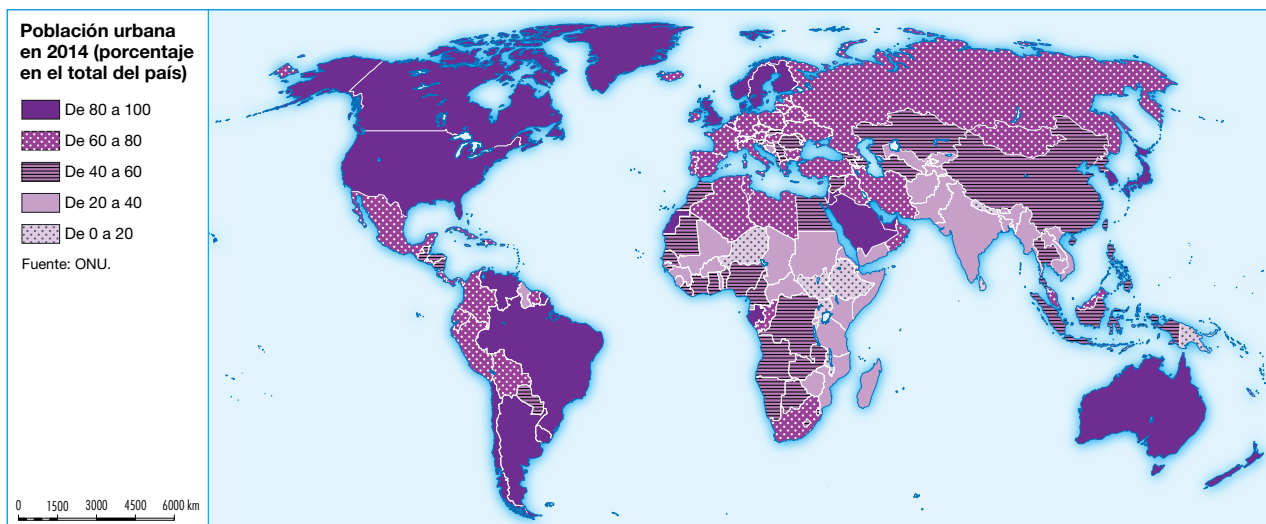 Población urbana
en 2014 (porcentaje
en el total del país)
De 80 a 100
De 60 a 80
De 40 a 60
De 20 a 40
De 0 a 20
Fuente: ONU.
0 1500 3000 4500 6000 km